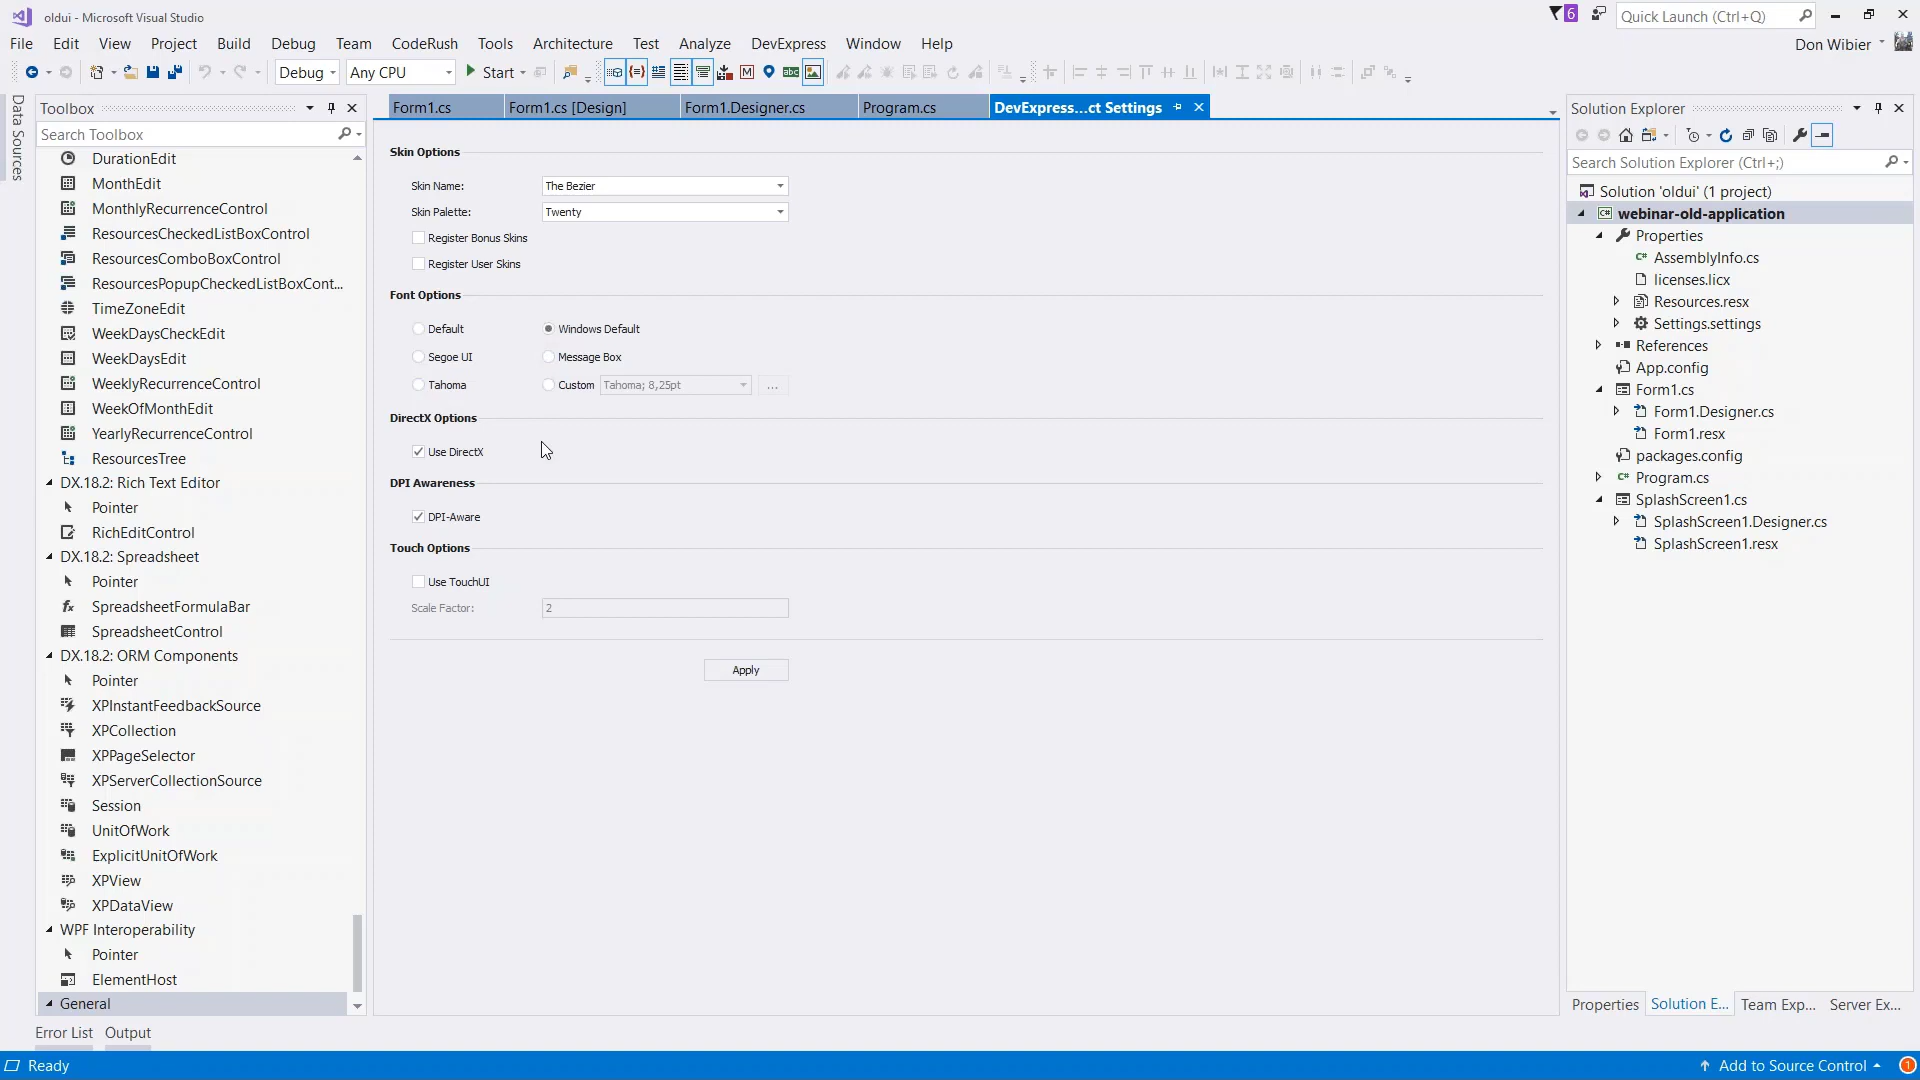 oldui - Microsoft Visual Studio
6
Quick Launch (Ctrl+Q)
File Edit View Project Build Debug Team CodeRush Tools Architecture Test Analyze DevExpress Window Help
Don Wibier
Debug Any CPU Start
Data Sources
Toolbox
Search Toolbox
DurationEdit
MonthEdit
MonthlyRecurrenceControl
ResourcesCheckedListBoxControl
ResourcesComboBoxControl
ResourcesPopupCheckedListBoxCont...
TimeZoneEdit
WeekDaysCheckEdit
WeekDaysEdit
WeeklyRecurrenceControl
WeekOfMonthEdit
YearlyRecurrenceControl
ResourcesTree
DX.18.2: Rich Text Editor
Pointer
RichEditControl
DX.18.2: Spreadsheet
Pointer
SpreadsheetFormulaBar
SpreadsheetControl
DX.18.2: ORM Components
Pointer
XPInstantFeedbackSource
XPCollection
XPPageSelector
XPServerCollectionSource
Session
UnitOfWork
ExplicitUnitOfWork
XPView
XPDataView
WPF Interoperability
Pointer
ElementHost
General
Form1.cs Form1.cs [Design] Form1.Designer.cs Program.cs DevExpress...ct Settings
Skin Options
Skin Name: The Bezier
Skin Palette: Twenty
Register Bonus Skins
Register User Skins
Font Options
Default Windows Default
Segoe UI Message Box
Tahoma Custom Tahoma; 8,25pt ...
DirectX Options
Use DirectX
DPI Awareness
DPI-Aware
Touch Options
Use TouchUI
Scale Factor: 2
Apply
Solution Explorer
Search Solution Explorer (Ctrl+;)
Solution 'oldui' (1 project)
webinar-old-application
Properties
AssemblyInfo.cs
licenses.licx
Resources.resx
Settings.settings
References
App.config
Form1.cs
Form1.Designer.cs
Form1.resx
packages.config
Program.cs
SplashScreen1.cs
SplashScreen1.Designer.cs
SplashScreen1.resx
Properties Solution E... Team Exp... Server Ex...
Error List Output
Ready
Add to Source Control
1